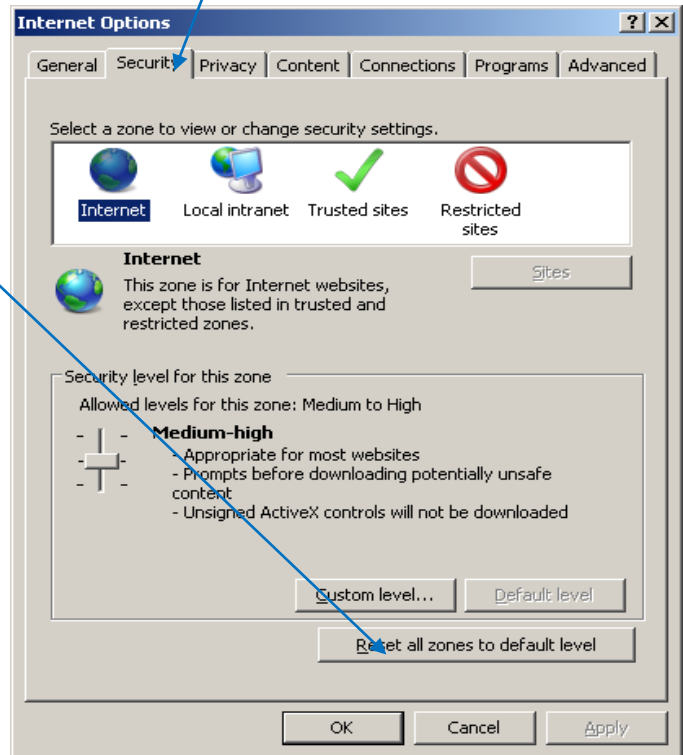 Internet Options
General Security Privacy Content Connections Programs Advanced
Select a zone to view or change security settings.
Internet Local intranet Trusted sites Restricted sites
Internet
This zone is for Internet websites,
except those listed in trusted and
restricted zones.
Sites
Security level for this zone
Allowed levels for this zone: Medium to High
Medium-high
- Appropriate for most websites
- Prompts before downloading potentially unsafe
content
- Unsigned ActiveX controls will not be downloaded
Custom level... Default level
Reset all zones to default level
OK Cancel Apply